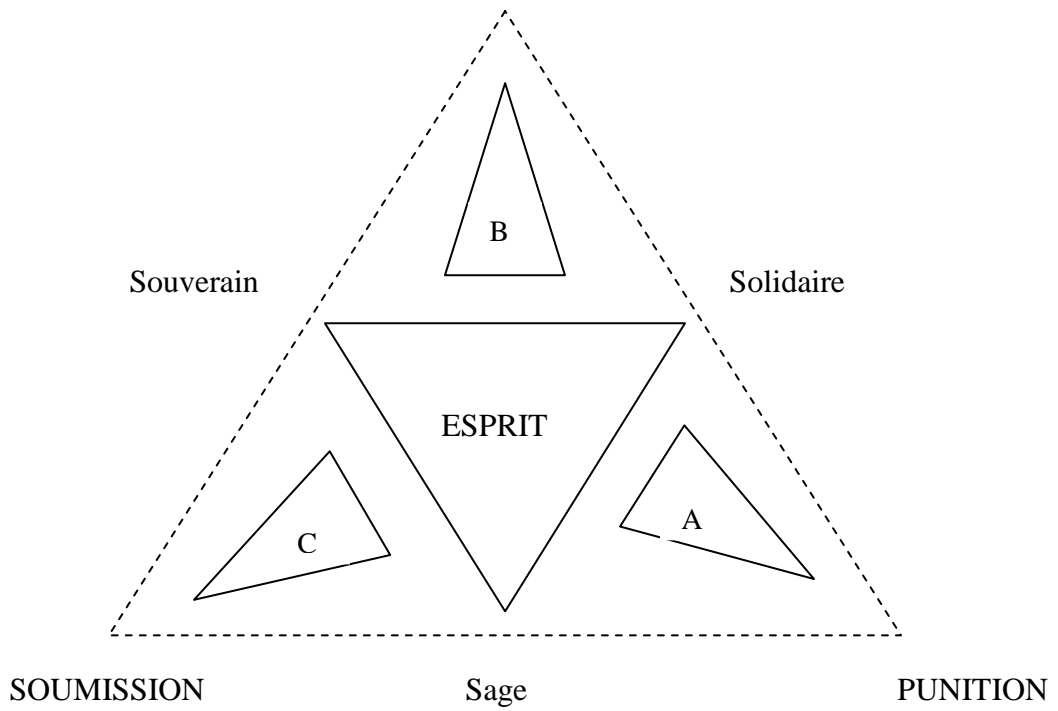 B
Souverain Solidaire
ESPRIT
A
C
SOUMISSION Sage PUNITION